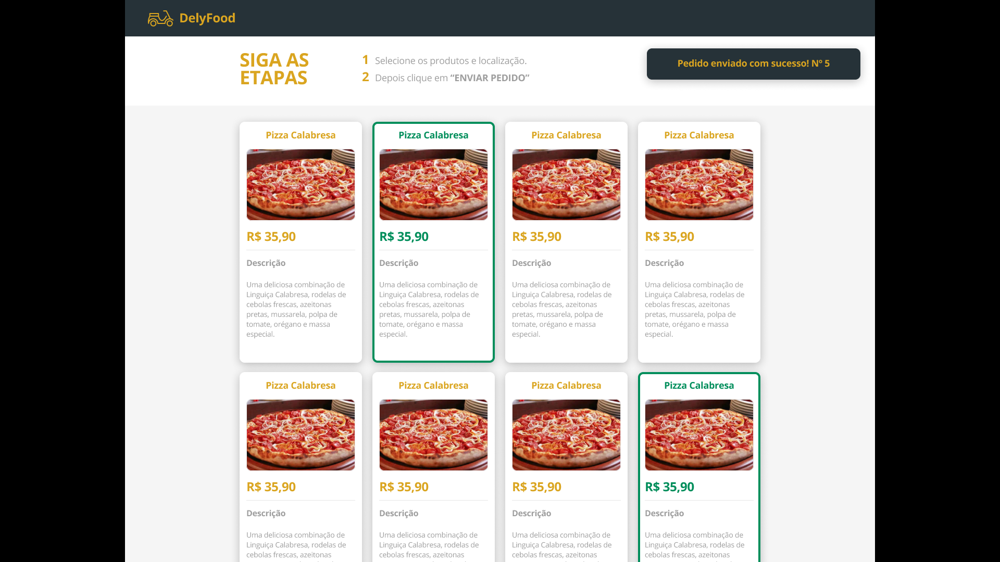 DelyFood
SIGA AS
ETAPAS
1 Selecione os produtos e localização.
2 Depois clique em “ENVIAR PEDIDO”
Pedido enviado com sucesso! Nº 5
Pizza Calabresa
R$ 35,90
Descrição
Uma deliciosa combinação de
Linguiça Calabresa, rodelas de
cebolas frescas, azeitonas
pretas, mussarela, polpa de
tomate, orégano e massa
especial.
Pizza Calabresa
R$ 35,90
Descrição
Uma deliciosa combinação de
Linguiça Calabresa, rodelas de
cebolas frescas, azeitonas
pretas, mussarela, polpa de
tomate, orégano e massa
especial.
Pizza Calabresa
R$ 35,90
Descrição
Uma deliciosa combinação de
Linguiça Calabresa, rodelas de
cebolas frescas, azeitonas
pretas, mussarela, polpa de
tomate, orégano e massa
especial.
Pizza Calabresa
R$ 35,90
Descrição
Uma deliciosa combinação de
Linguiça Calabresa, rodelas de
cebolas frescas, azeitonas
pretas, mussarela, polpa de
tomate, orégano e massa
especial.
Pizza Calabresa
R$ 35,90
Descrição
Uma deliciosa combinação de
Linguiça Calabresa, rodelas de
cebolas frescas, azeitonas
Pizza Calabresa
R$ 35,90
Descrição
Uma deliciosa combinação de
Linguiça Calabresa, rodelas de
cebolas frescas, azeitonas
Pizza Calabresa
R$ 35,90
Descrição
Uma deliciosa combinação de
Linguiça Calabresa, rodelas de
cebolas frescas, azeitonas
Pizza Calabresa
R$ 35,90
Descrição
Uma deliciosa combinação de
Linguiça Calabresa, rodelas de
cebolas frescas, azeitonas